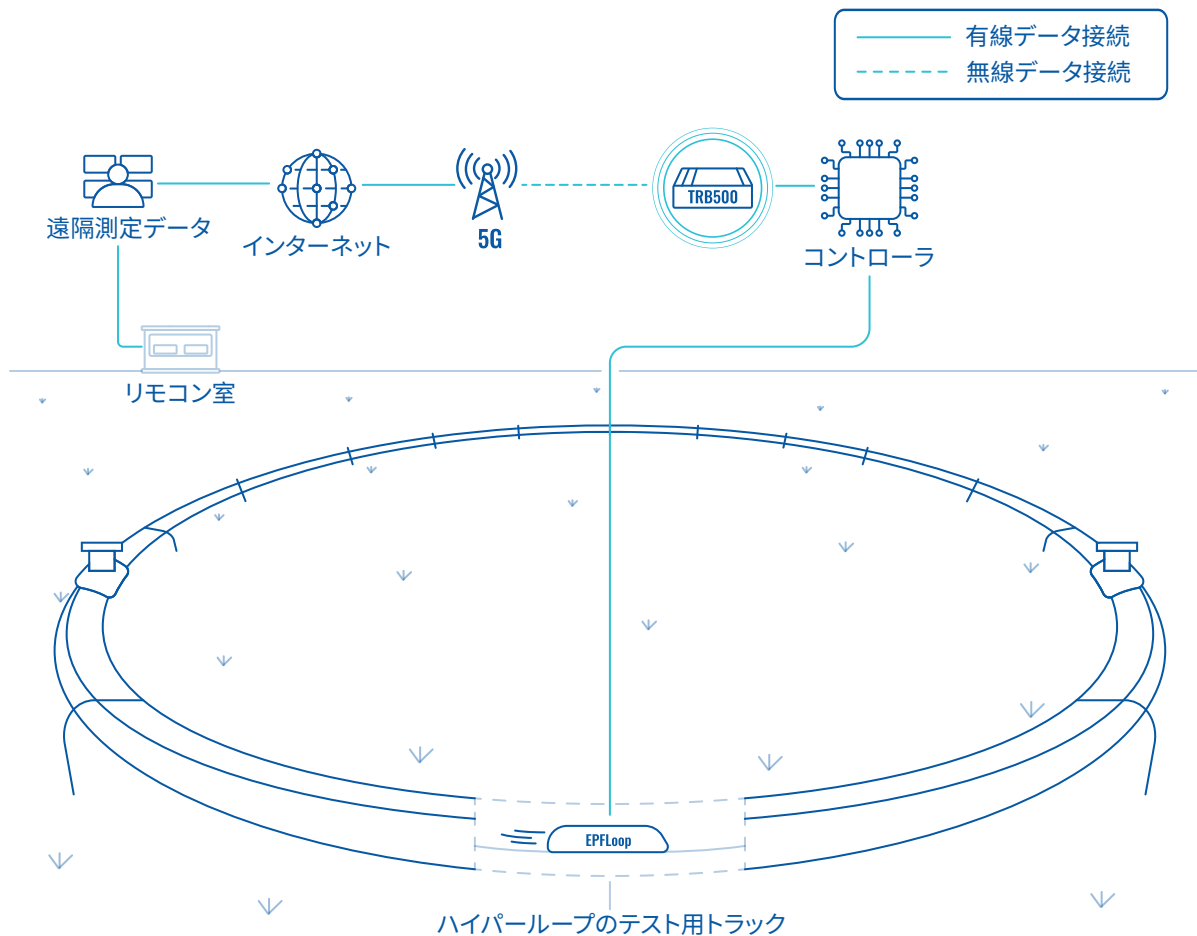 有線データ接続
無線データ接続
TRB500
遠隔測定データ
インターネット
5G
コントローラ
リモコン室
EPFLoop
ハイパーループのテスト用トラック